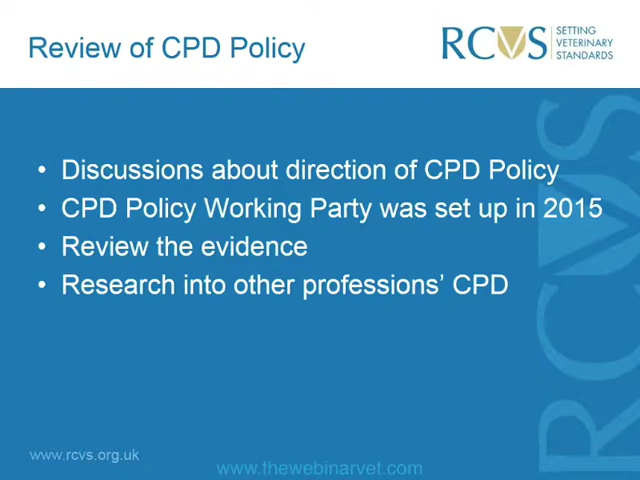 Review of CPD Policy
RCVS
SETTING
VETERINARY
STANDARDS
• Discussions about direction of CPD Policy
• CPD Policy Working Party was set up in 2015
• Review the evidence
• Research into other professions’ CPD
RCVS
www.rcvs.org.uk
www.thewebinarvet.com